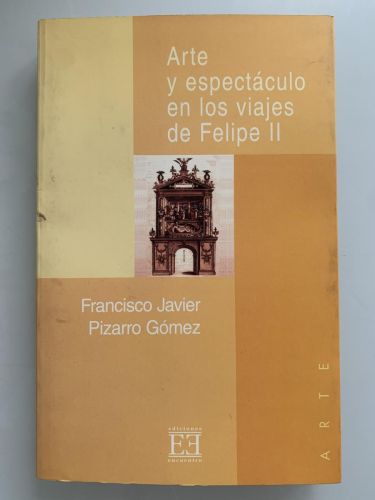 Arte
y espectáculo
en los viajes
de Felipe II
Francisco Javier
Pizarro Gómez
ARTE
ediciones
EE
encuentro